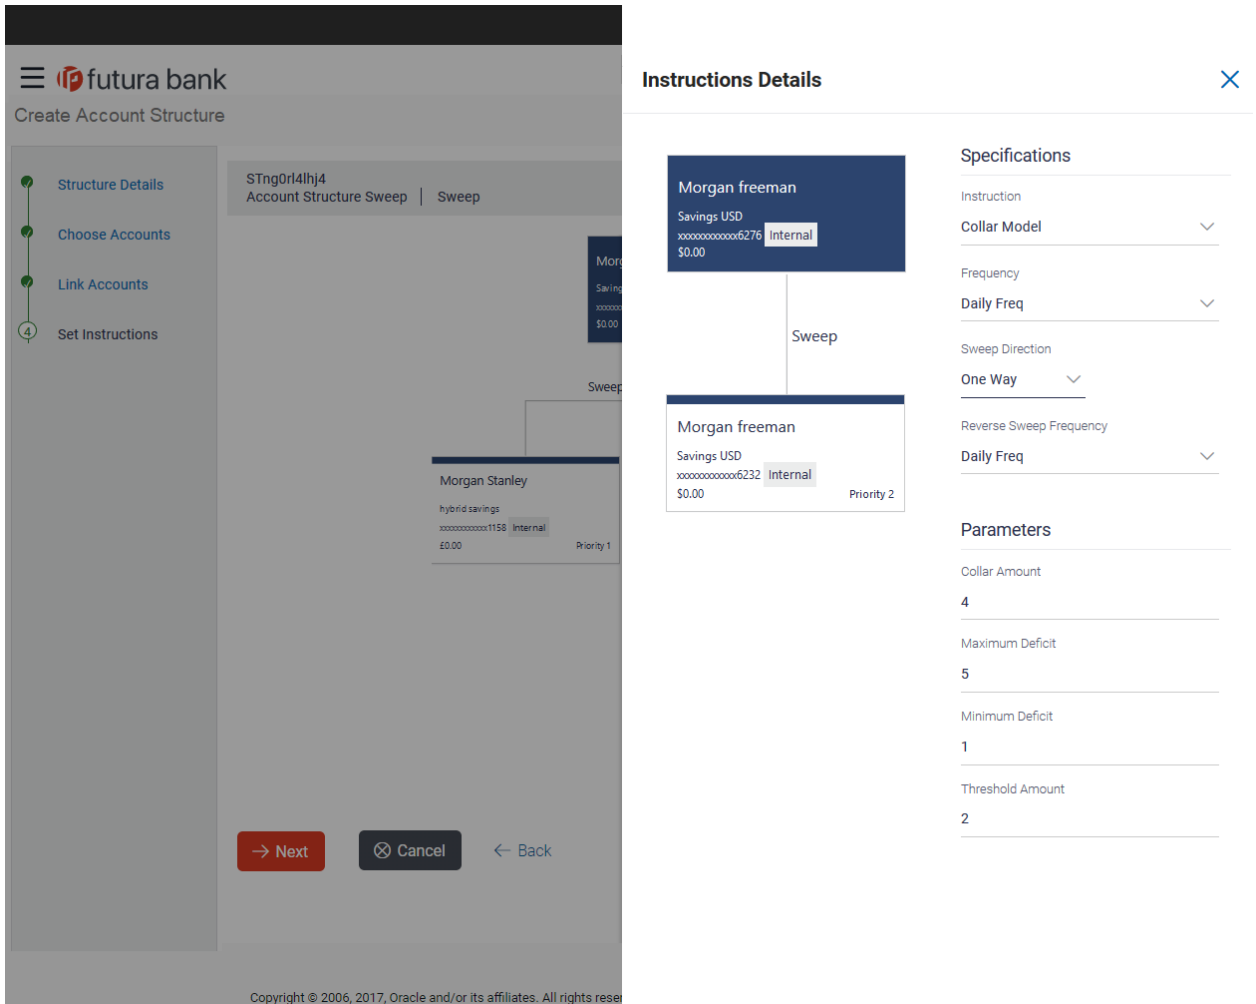 futura bank
Create Account Structure
Structure Details
Choose Accounts
Link Accounts
4 Set Instructions
STng0rl4lhj4
Account Structure Sweep | Sweep
$0.00
Sweep
Morgan Stanley
hybrid savings
xxxxxxxxxxxx1158 Internal
£0.00 Priority 1
Next Cancel Back
Copyright © 2006, 2017, Oracle and/or its affiliates. All rights
Instructions Details
Morgan freeman
Savings USD
xxxxxxxxxxxx6276 Internal
$0.00
Sweep
Morgan freeman
Savings USD
xxxxxxxxxxxx6232 Internal
$0.00 Priority 2
Specifications
Instruction
Collar Model
Frequency
Daily Freq
Sweep Direction
One Way
Reverse Sweep Frequency
Daily Freq
Parameters
Collar Amount
4
Maximum Deficit
5
Minimum Deficit
1
Threshold Amount
2